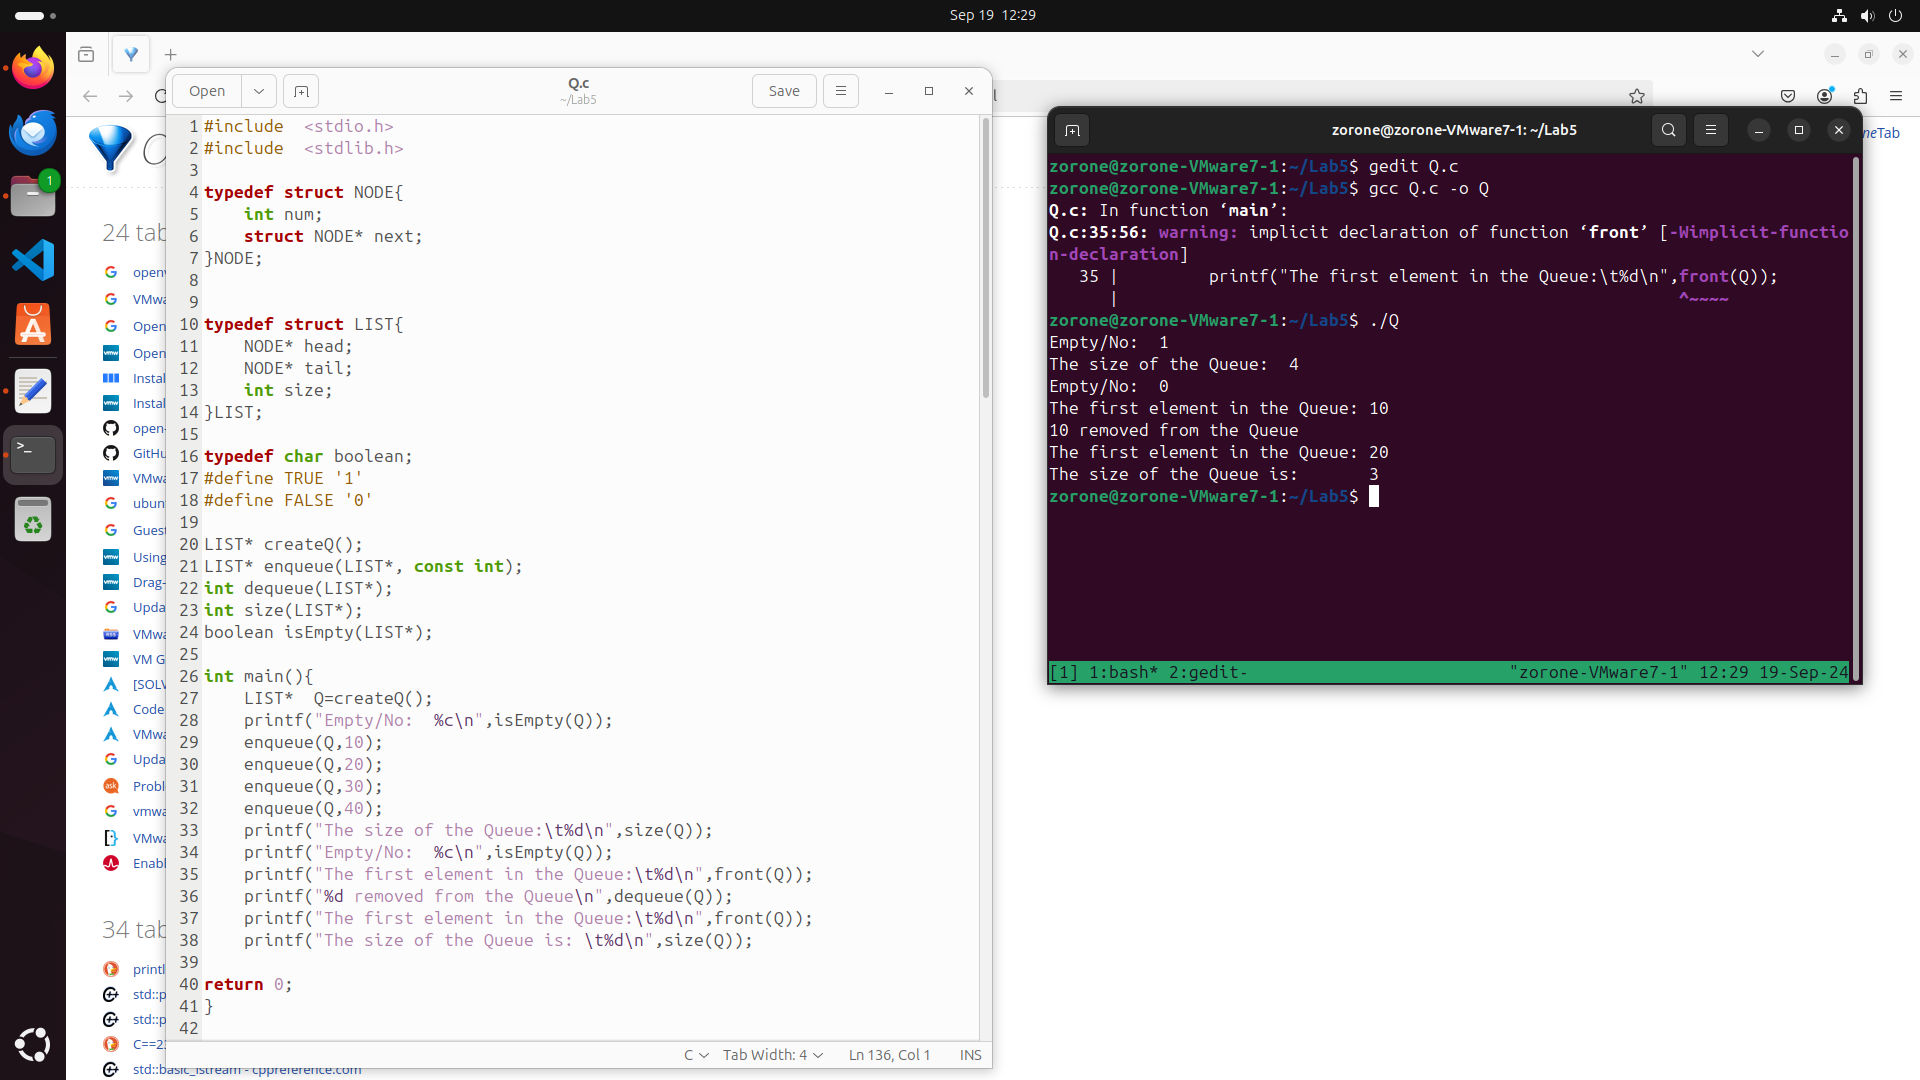 Sep 19 12:29
Open
Q.c
~/Lab5
Save
1 #include  <stdio.h>
2 #include  <stdlib.h>
3
4 typedef struct NODE{
5     int num;
6     struct NODE* next;
7 }NODE;
8
9
10 typedef struct LIST{
11     NODE* head;
12     NODE* tail;
13     int size;
14 }LIST;
15
16 typedef char boolean;
17 #define TRUE '1'
18 #define FALSE '0'
19
20 LIST* createQ();
21 LIST* enqueue(LIST*, const int);
22 int dequeue(LIST*);
23 int size(LIST*);
24 boolean isEmpty(LIST*);
25
26 int main(){
27     LIST*  Q=createQ();
28     printf("Empty/No:  %c\n",isEmpty(Q));
29     enqueue(Q,10);
30     enqueue(Q,20);
31     enqueue(Q,30);
32     enqueue(Q,40);
33     printf("The size of the Queue:\t%d\n",size(Q));
34     printf("Empty/No:  %c\n",isEmpty(Q));
35     printf("The first element in the Queue:\t%d\n",front(Q));
36     printf("%d removed from the Queue\n",dequeue(Q));
37     printf("The first element in the Queue:\t%d\n",front(Q));
38     printf("The size of the Queue is: \t%d\n",size(Q));
39
40 return 0;
41 }
42
C
Tab Width: 4
Ln 136, Col 1
INS
zorone@zorone-VMware7-1: ~/Lab5
zorone@zorone-VMware7-1:~/Lab5$ gedit Q.c
zorone@zorone-VMware7-1:~/Lab5$ gcc Q.c -o Q
Q.c: In function ‘main’:
Q.c:35:56: warning: implicit declaration of function ‘front’ [-Wimplicit-functio
n-declaration]
   35 |         printf("The first element in the Queue:\t%d\n",front(Q));
      |                                                        ^~~~~
zorone@zorone-VMware7-1:~/Lab5$ ./Q
Empty/No:  1
The size of the Queue:  4
Empty/No:  0
The first element in the Queue: 10
10 removed from the Queue
The first element in the Queue: 20
The size of the Queue is:       3
zorone@zorone-VMware7-1:~/Lab5$
[1] 1:bash* 2:gedit- "zorone-VMware7-1" 12:29 19-Sep-24
neTab
24 tab
openv
VMwa
Open
Open
Instal
Instal
open-
GitHu
VMwa
ubun
Guest
Using
Drag-
Upda
VMwa
VM G
[SOLV
Code
VMwa
Upda
Probl
vmwa
VMwa
Enabl
34 tab
printl
std::p
std::p
C==23
std::basic_istream - cppreference.com
1